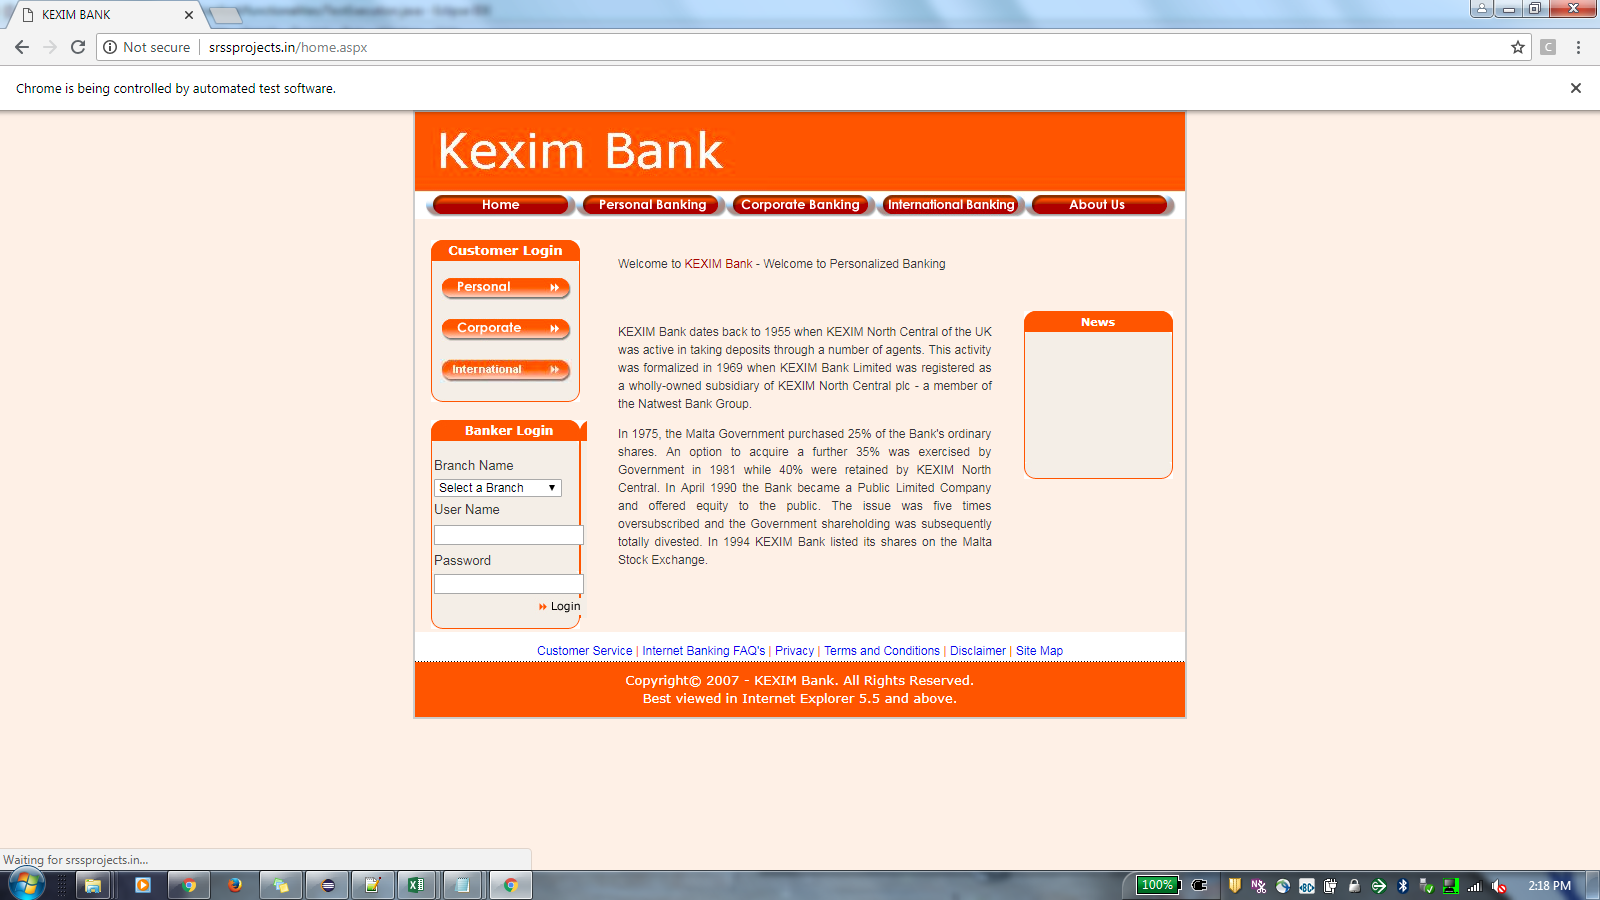 KEXIM BANK
Not secure
srssprojects.in/home.aspx
C
Chrome is being controlled by automated test software.
Kexim Bank
Home
Personal Banking
Corporate Banking
International Banking
About Us
Customer Login
Personal
Corporate
International
Banker Login
Branch Name
Select a Branch
User Name
Password
Login
Welcome to KEXIM Bank - Welcome to Personalized Banking
KEXIM Bank dates back to 1955 when KEXIM North Central of the UK
was active in taking deposits through a number of agents. This activity
was formalized in 1969 when KEXIM Bank Limited was registered as
a wholly-owned subsidiary of KEXIM North Central plc - a member of
the Natwest Bank Group.
In 1975, the Malta Government purchased 25% of the Bank's ordinary
shares. An option to acquire a further 35% was exercised by
Government in 1981 while 40% were retained by KEXIM North
Central. In April 1990 the Bank became a Public Limited Company
and offered equity to the public. The issue was five times
oversubscribed and the Government shareholding was subsequently
totally divested. In 1994 KEXIM Bank listed its shares on the Malta
Stock Exchange.
News
Customer Service | Internet Banking FAQ's | Privacy | Terms and Conditions | Disclaimer | Site Map
Copyright© 2007 - KEXIM Bank. All Rights Reserved.
Best viewed in Internet Explorer 5.5 and above.
Waiting for srssprojects.in...
100%
2:18 PM